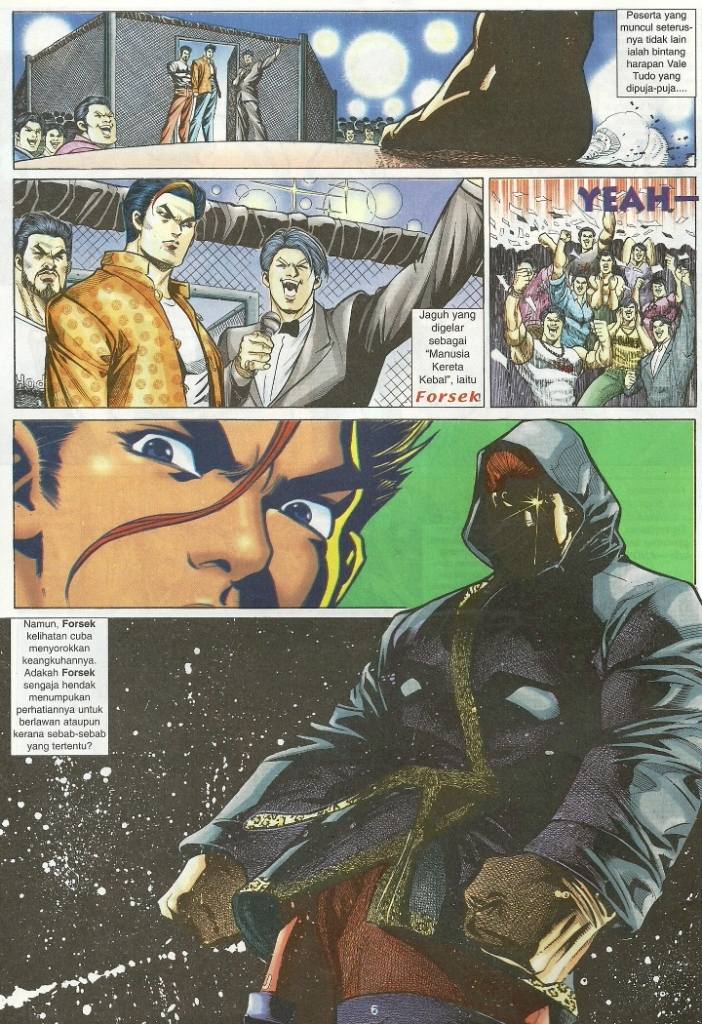 Peserta yang
muncul seterus-
nya tidak lain
ialah bintang
harapan Vale
Tudo yang
dipuja-puja....
YEAH—
Jaguh yang
digelar
sebagai
"Manusia
Kereta
Kebal", iaitu
Forsek
Namun, Forsek
kelihatan cuba
menyorokkan
keangkuhannya.
Adakah Forsek
sengaja hendak
menumpukan
perhatiannya untuk
berlawan ataupun
kerana sebab-sebab
yang tertentu?
6